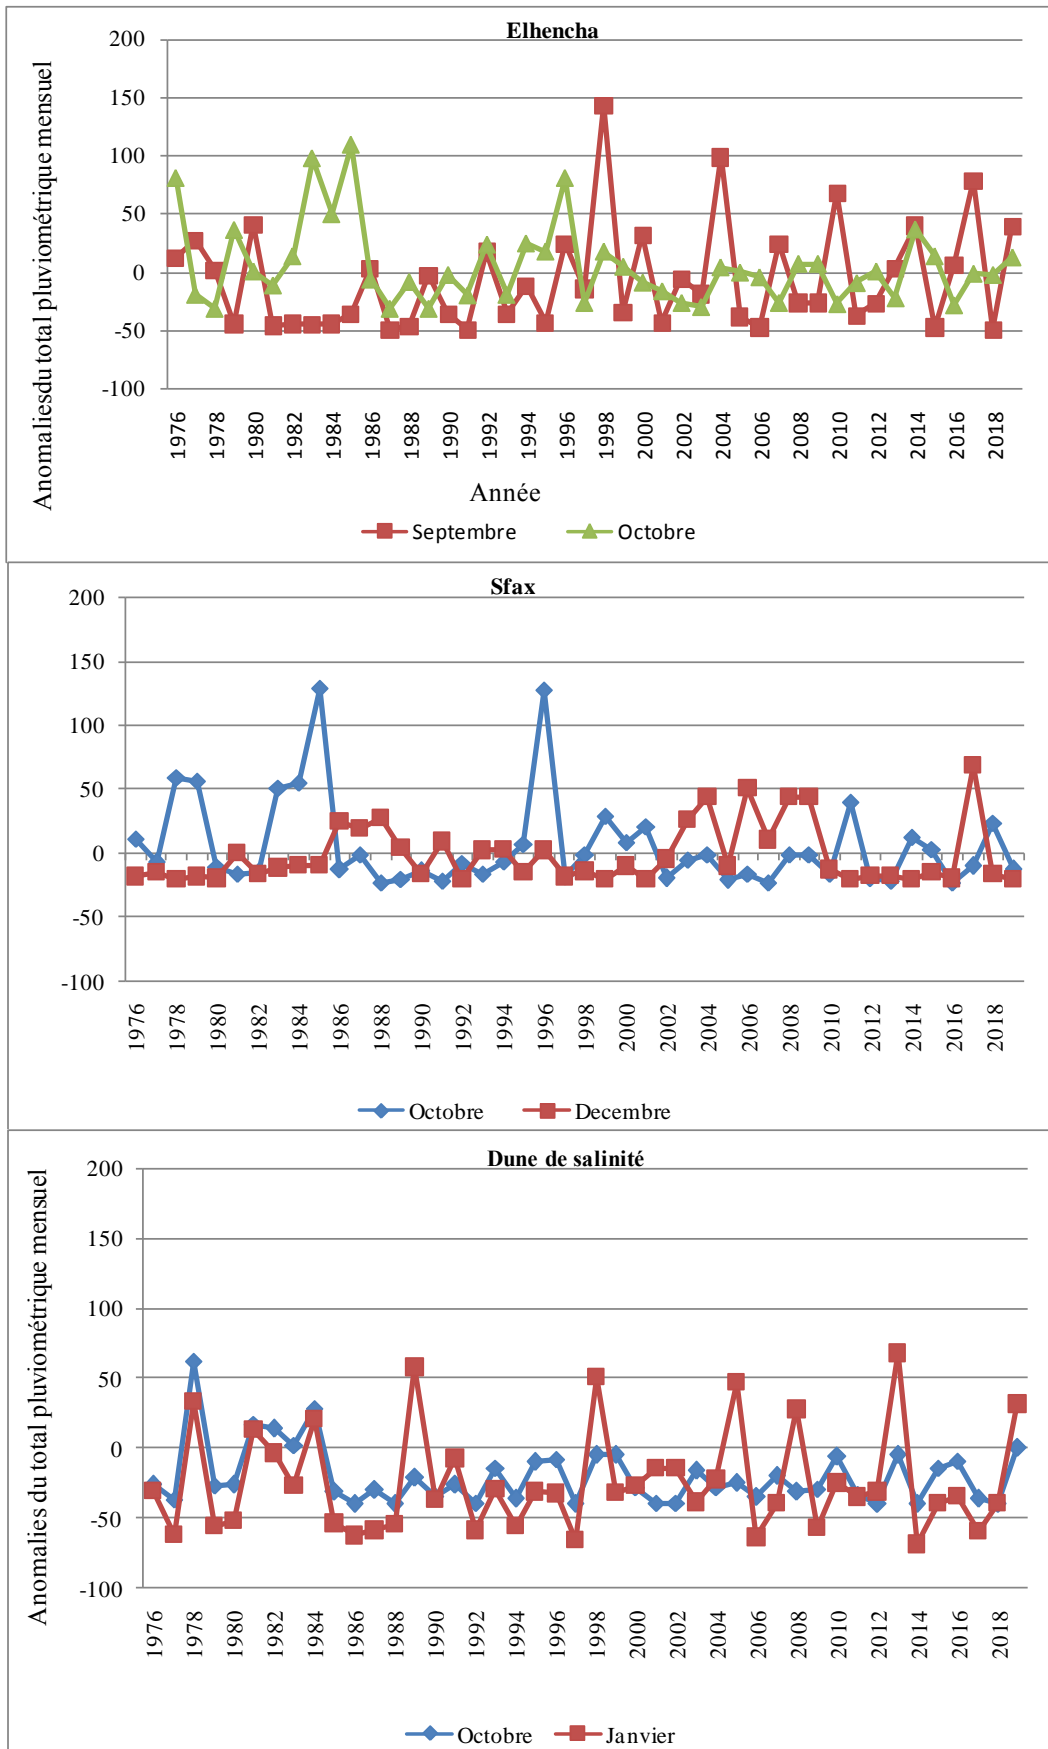 Elhencha
Anomaliesdu total pluviométrique mensuel
200
150
100
50
0
-50
-100
1976 1978 1980 1982 1984 1986 1988 1990 1992 1994 1996 1998 2000 2002 2004 2006 2008 2010 2012 2014 2016 2018
Année
Septembre Octobre
Sfax
200
150
100
50
0
-50
-100
1976 1978 1980 1982 1984 1986 1988 1990 1992 1994 1996 1998 2000 2002 2004 2006 2008 2010 2012 2014 2016 2018
Octobre Decembre
Dune de salinité
Anomalies du total pluviométrique mensuel
200
150
100
50
0
-50
-100
1976 1978 1980 1982 1984 1986 1988 1990 1992 1994 1996 1998 2000 2002 2004 2006 2008 2010 2012 2014 2016 2018
Octobre Janvier